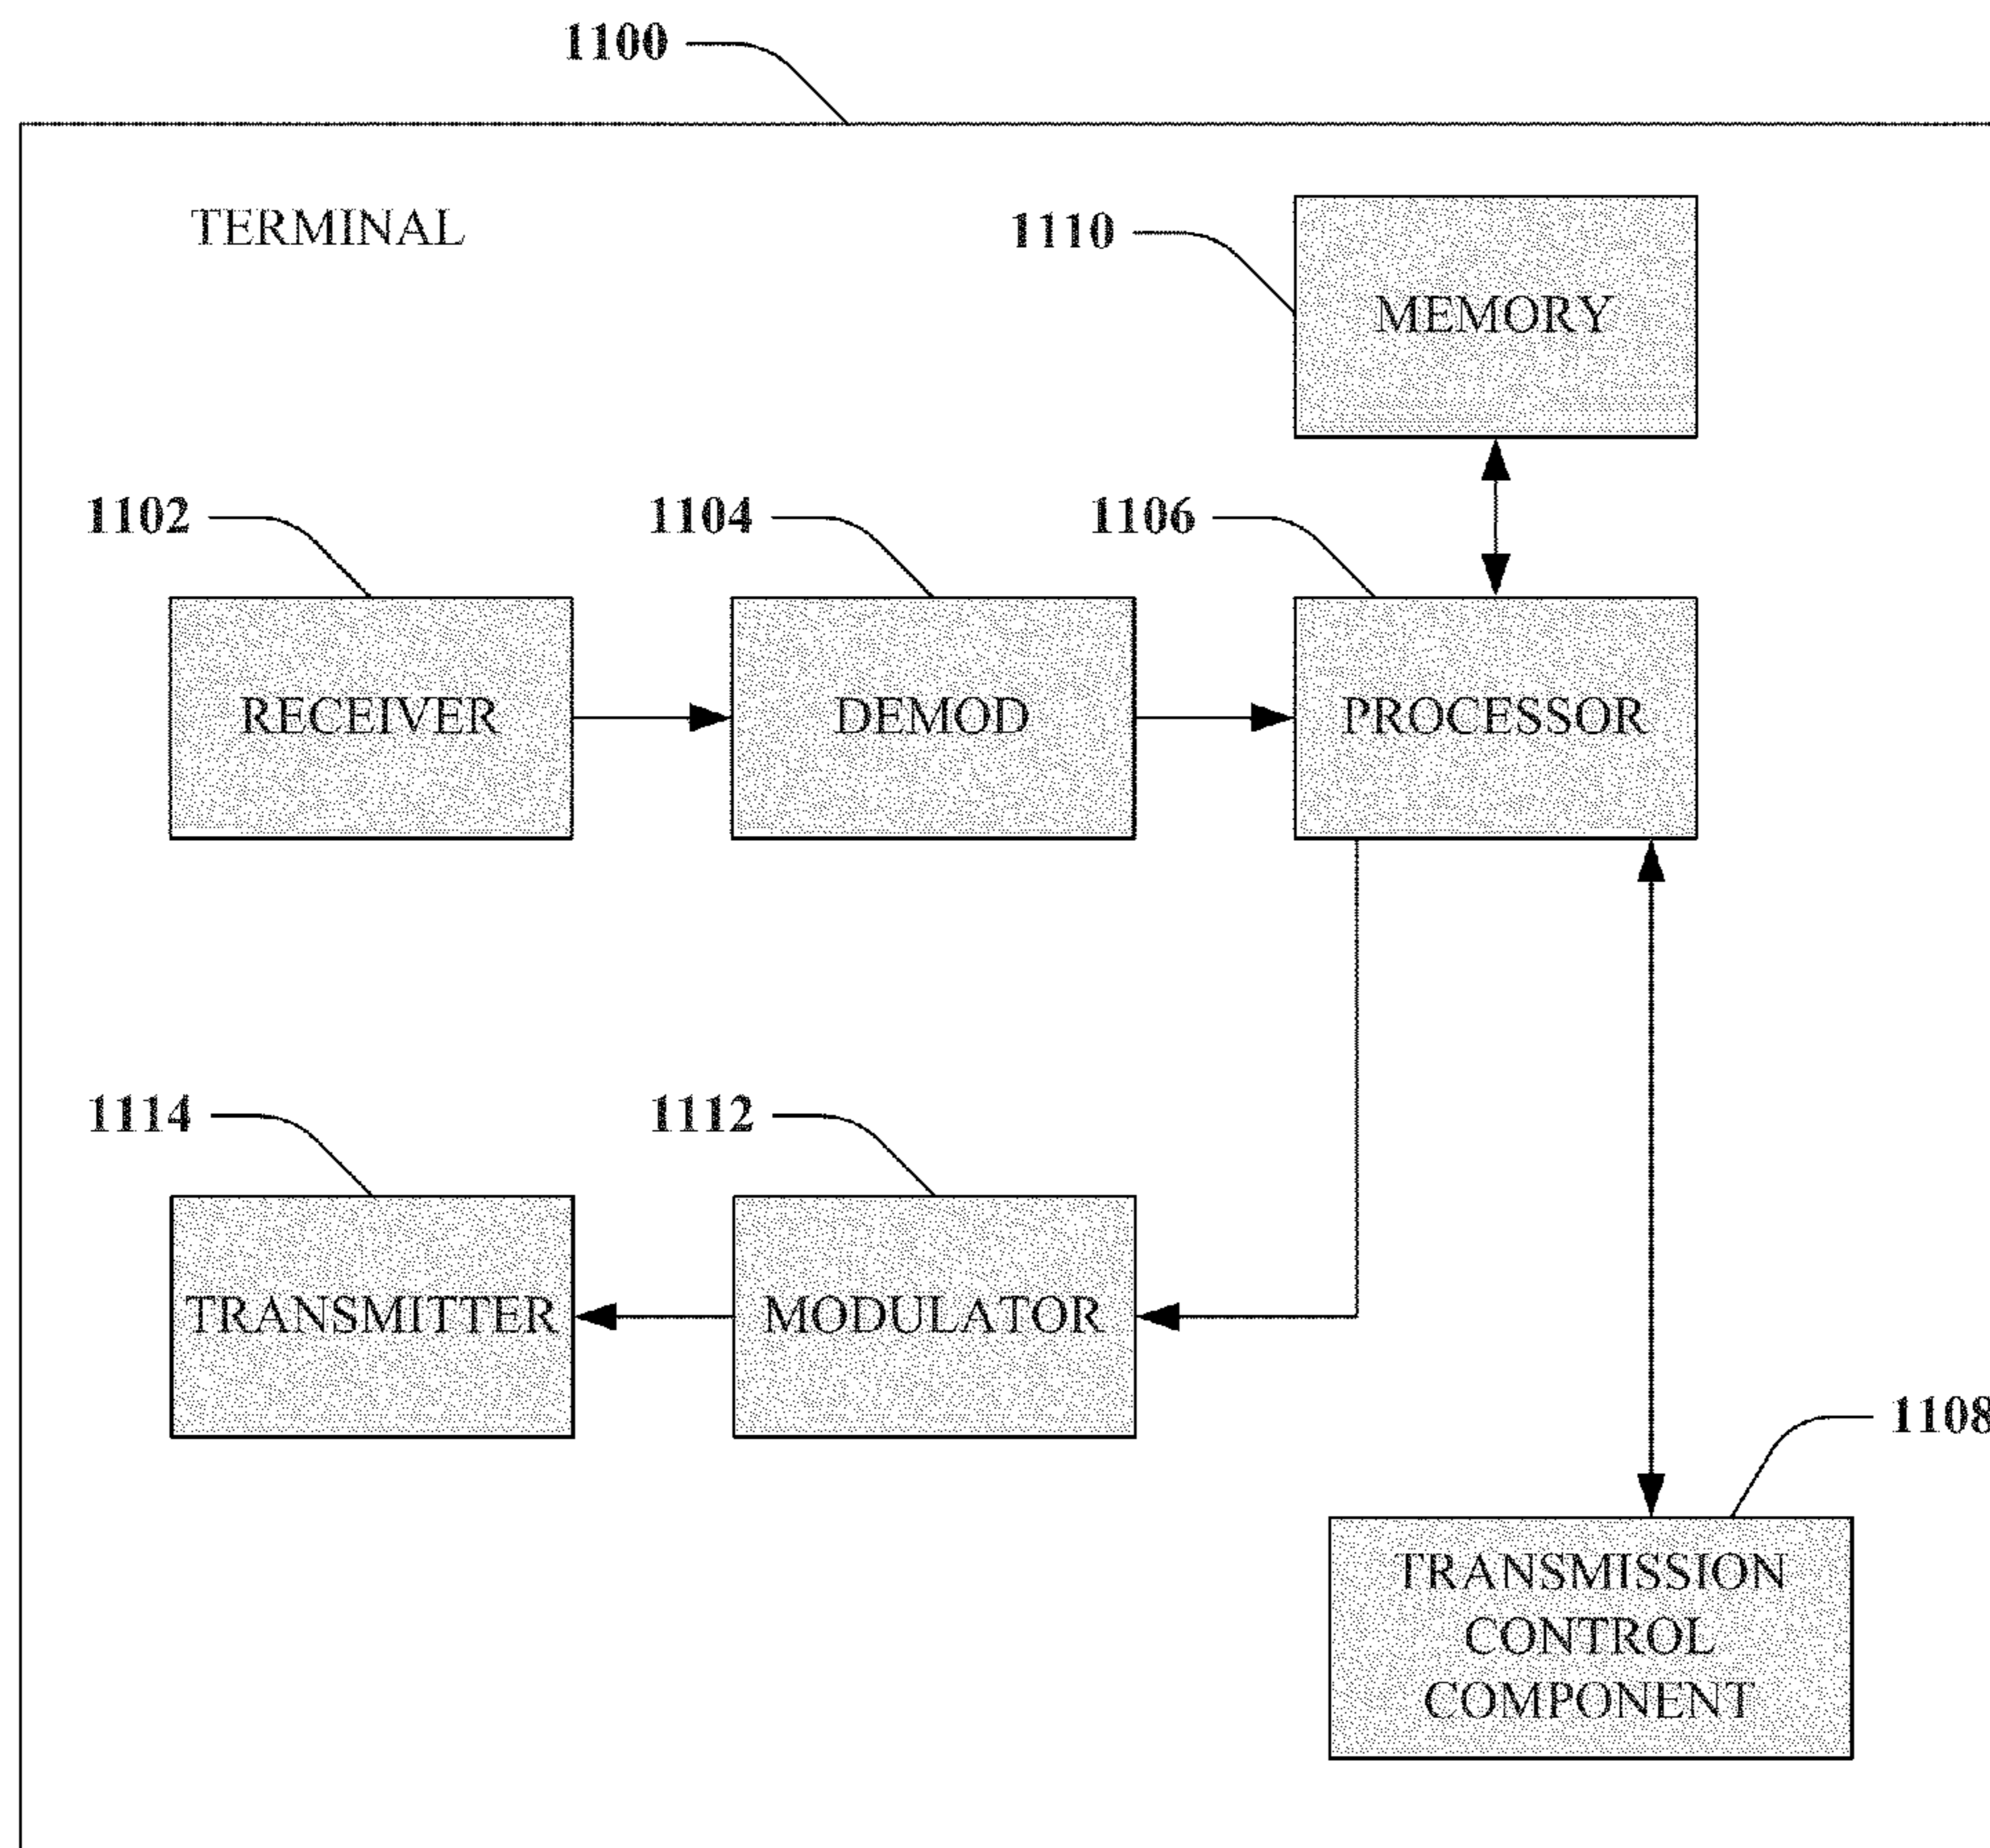 1100
TERMINAL
1110
MEMORY
1102
1104
1106
RECEIVER
DEMOD
PROCESSOR
1114
1112
TRANSMITTER
MODULATOR
1108
TRANSMISSION
CONTROL
COMPONENT